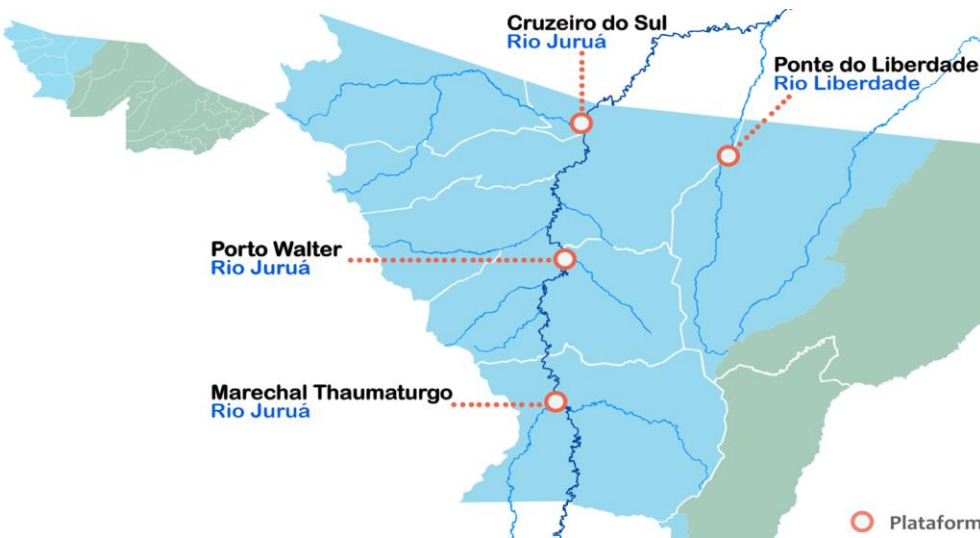 Cruzeiro do Sul
Rio Juruá
Ponte do Liberdade
Rio Liberdade
Porto Walter
Rio Juruá
Marechal Thaumaturgo
Rio Juruá
Plataform